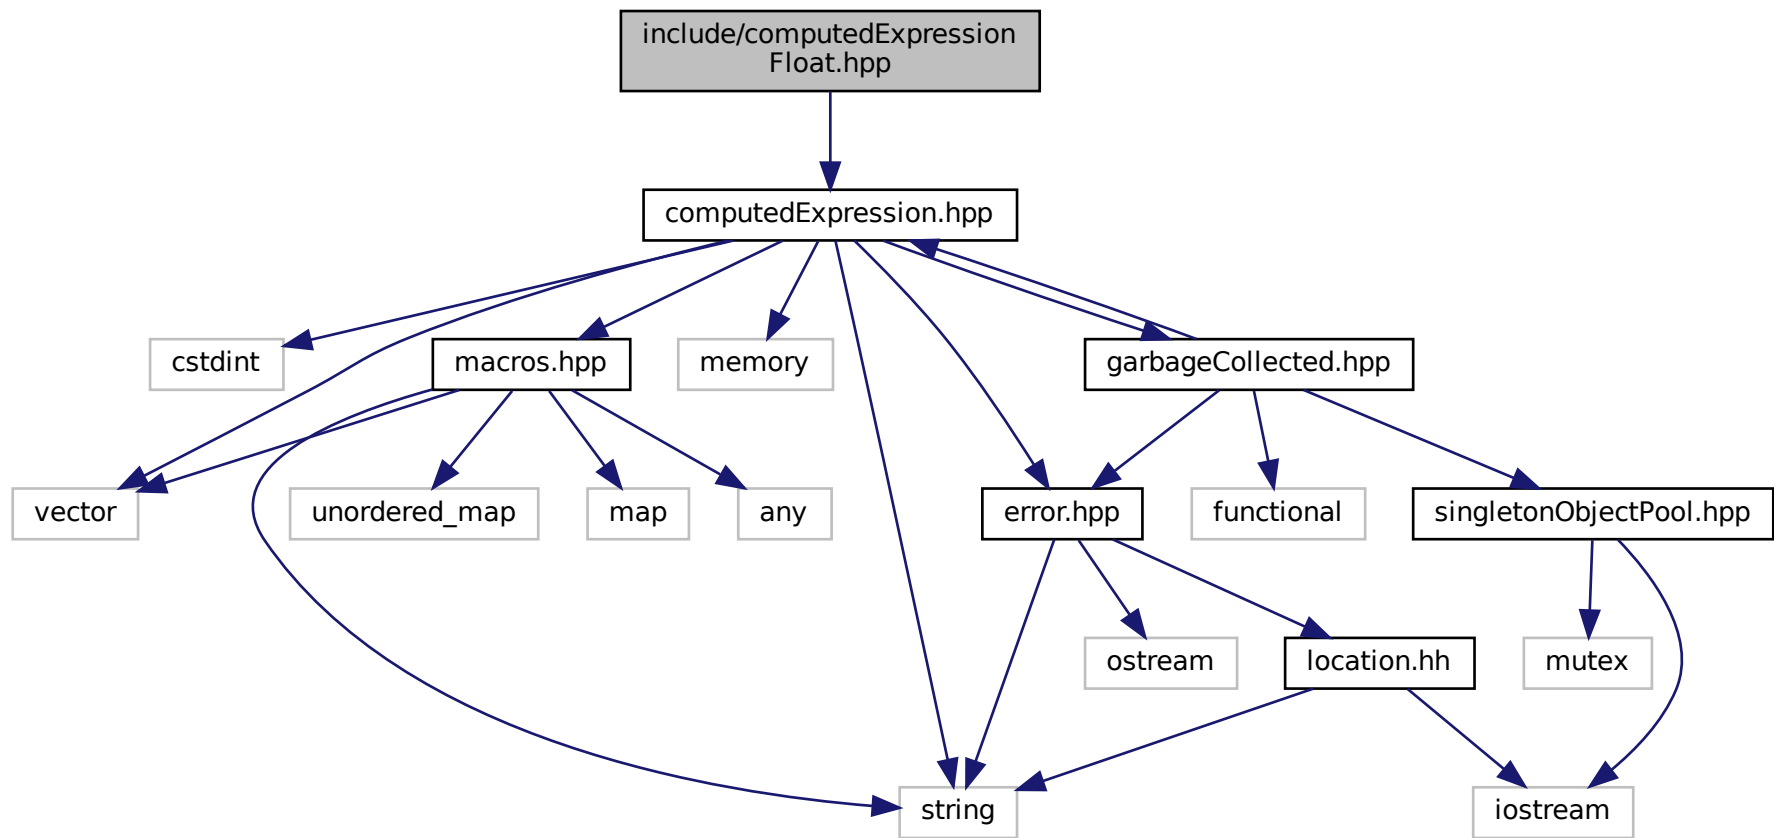 include/computedExpression
Float.hpp
computedExpression.hpp
cstdint
macros.hpp
memory
garbageCollected.hpp
vector
unordered_map
map
any
error.hpp
functional
singletonObjectPool.hpp
ostream
location.hh
mutex
string
iostream